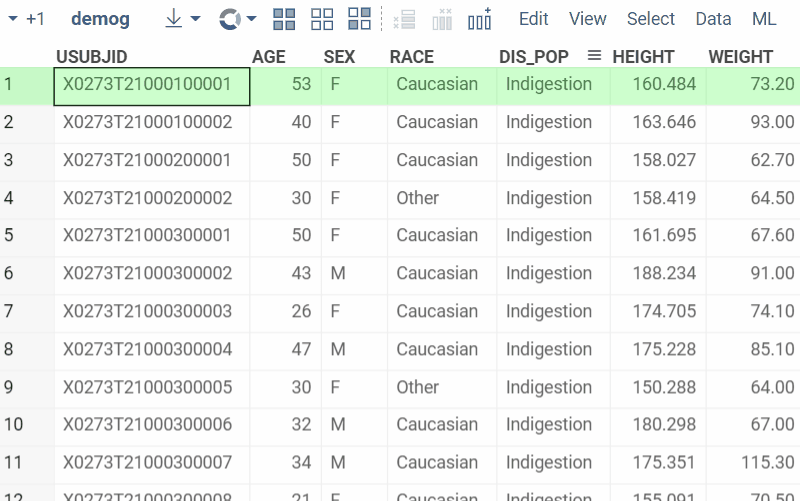 +1 demog Edit View Select Data ML
USUBJID AGE SEX RACE DIS_POP HEIGHT WEIGHT
1 X0273T21000100001 53 F Caucasian Indigestion 160.484 73.20
2 X0273T21000100002 40 F Caucasian Indigestion 163.646 93.00
3 X0273T21000200001 50 F Caucasian Indigestion 158.027 62.70
4 X0273T21000200002 30 F Other Indigestion 158.419 64.50
5 X0273T21000300001 50 F Caucasian Indigestion 161.695 67.60
6 X0273T21000300002 43 M Caucasian Indigestion 188.234 91.00
7 X0273T21000300003 26 F Caucasian Indigestion 174.705 74.10
8 X0273T21000300004 47 M Caucasian Indigestion 175.228 85.10
9 X0273T21000300005 30 F Other Indigestion 150.288 64.00
10 X0273T21000300006 32 M Caucasian Indigestion 180.298 67.00
11 X0273T21000300007 34 M Caucasian Indigestion 175.351 115.30
12 X0273T21000300008 21 F Caucasian Indigestion 155.091 70.50